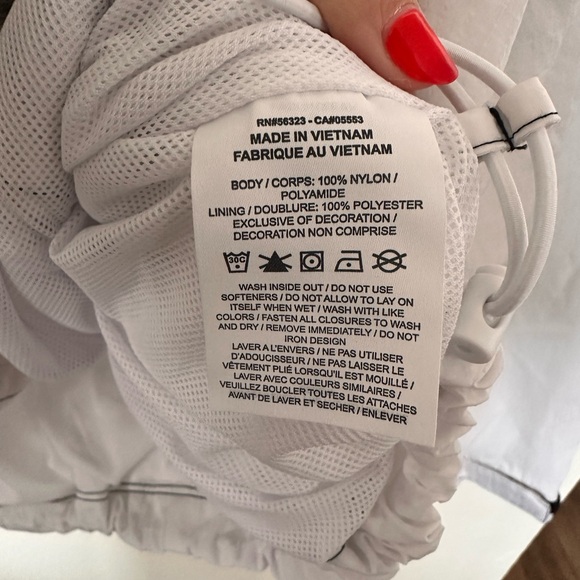 RN#56323 - CA#05553
MADE IN VIETNAM
FABRIQUE AU VIETNAM
BODY / CORPS: 100% NYLON /
POLYAMIDE
LINING / DOUBLURE: 100% POLYESTER
EXCLUSIVE OF DECORATION /
DECORATION NON COMPRISE
30C
WASH INSIDE OUT / DO NOT USE
SOFTENERS / DO NOT ALLOW TO LAY ON
ITSELF WHEN WET / WASH WITH LIKE
COLORS / FASTEN ALL CLOSURES TO WASH
AND DRY / REMOVE IMMEDIATELY / DO NOT
IRON DESIGN
LAVER A L'ENVERS / NE PAS UTILISER
D'ADOUCISSEUR / NE PAS LAISSER LE
VÊTEMENT PLIÉ LORSQU'IL EST MOUILLÉ /
LAVER AVEC COULEURS SIMILAIRES /
VEUILLEZ BOUCLER TOUTES LES ATTACHES
AVANT DE LAVER ET SECHER / ENLEVER